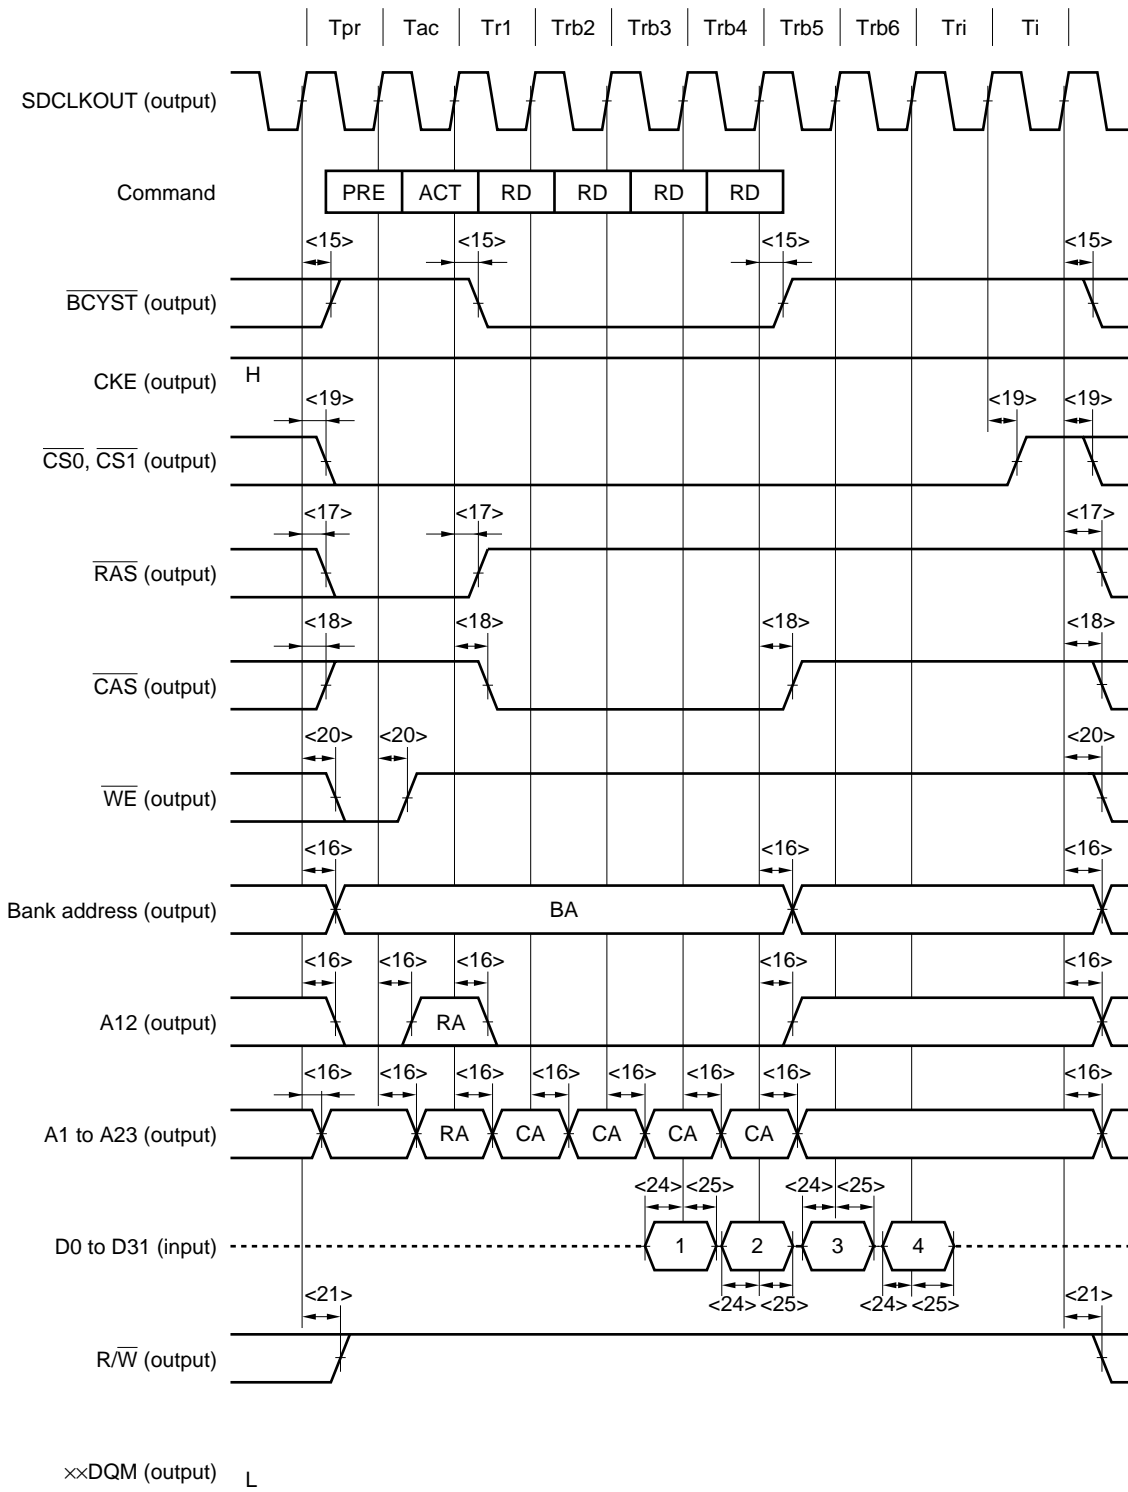 Tpr Tac Tr1 Trb2 Trb3 Trb4 Trb5 Trb6 Tri Ti
SDCLKOUT (output)
Command PRE ACT RD RD RD RD
<15> <15> <15> <15>
BCYST (output)
CKE (output) H
<19> <19> <19>
CS0, CS1 (output)
<17> <17> <17>
RAS (output)
<18> <18> <18> <18>
CAS (output)
<20> <20> <20>
WE (output)
<16> <16> <16>
Bank address (output) BA
<16> <16> <16> <16> <16>
A12 (output) RA
<16> <16> <16> <16> <16> <16> <16> <16>
A1 to A23 (output) RA CA CA CA CA
<24> <25> <24> <25>
D0 to D31 (input) 1 2 3 4
<24> <25> <24> <25>
<21> <21>
R/W (output)
××DQM (output) L